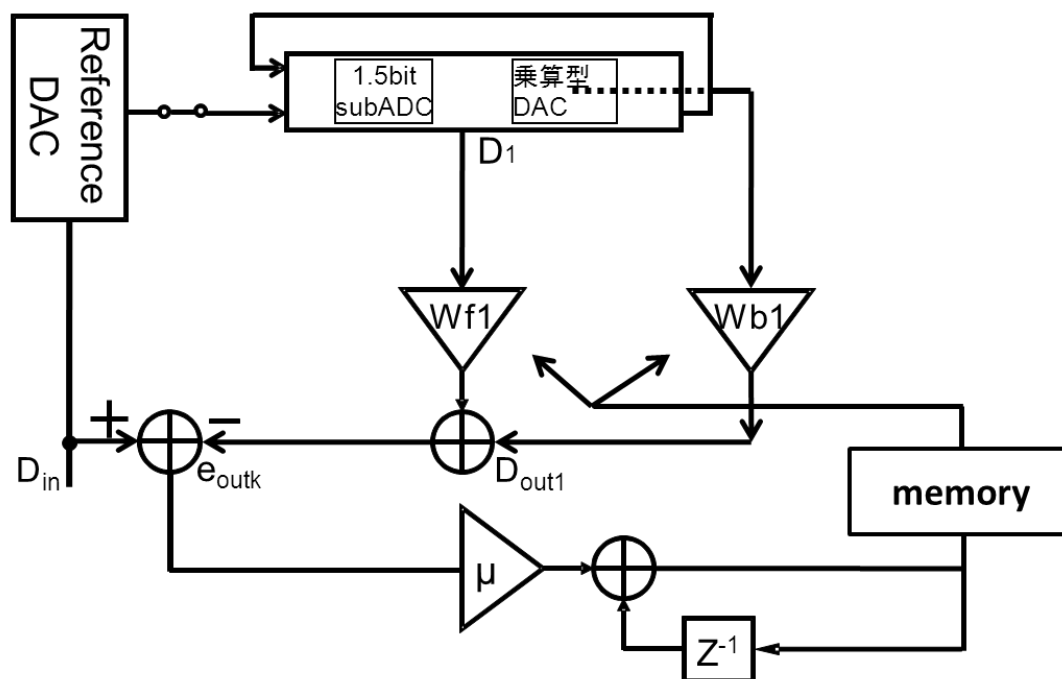 Reference
DAC
1.5bit
subADC
乗算型
DAC
D1
Wf1
Wb1
+
−
Din
eoutk
Dout1
memory
μ
Z-1